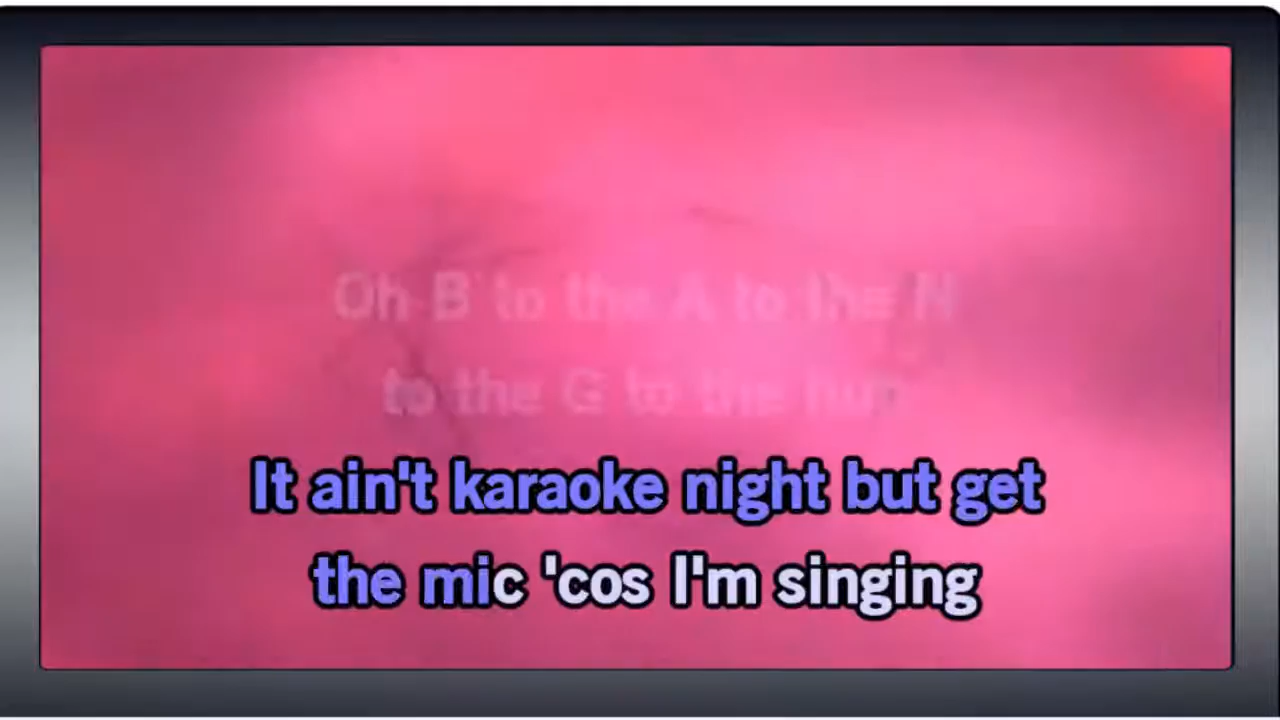 Oh B to the A to the N
to the G to the hu
It ain't karaoke night but get
the mic 'cos I'm singing